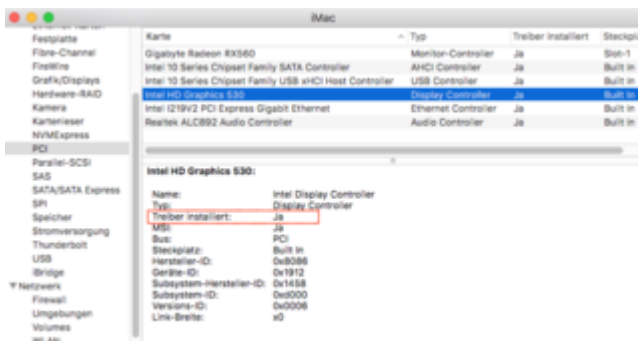 iMac
Festplatte
Fibre-Channel
FireWire
Grafik/Displays
Hardware-RAID
Kamera
Kartenleser
NVMExpress
PCI
Parallel-SCSI
SAS
SATA/SATA Express
SPI
Speicher
Stromversorgung
Thunderbolt
USB
iBridge
Netzwerk
Firewall
Umgebungen
Volumes
WLAN
Karte Typ Treiber installiert Steckpl
Gigabyte Radeon RX560 Monitor-Controller Ja Slot-1
Intel 10 Series Chipset Family SATA Controller AHCI Controller Ja Built In
Intel 10 Series Chipset Family USB xHCI Host Controller USB Controller Ja Built In
Intel HD Graphics 530 Display Controller Ja Built In
Intel I219V2 PCI Express Gigabit Ethernet Ethernet Controller Ja Built In
Realtek ALC892 Audio Controller Audio Controller Ja Built In
Intel HD Graphics 530:
Name: Intel Display Controller
Typ: Display Controller
Treiber installiert: Ja
MSI: Ja
Bus: PCI
Steckplatz: Built In
Hersteller-ID: 0x8086
Geräte-ID: 0x1912
Subsystem-Hersteller-ID: 0x1458
Subsystem-ID: 0xd000
Versions-ID: 0x0006
Link-Breite: x0